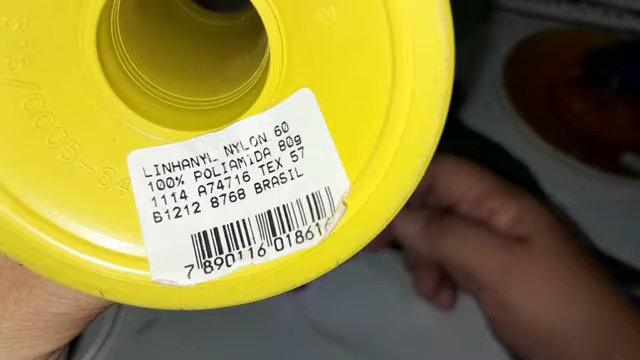 LINHANYL NYLON 60
100% POLIAMIDA 80g
1114 A74716 TEX 57
B1212 8768 BRASIL
7 890116 01861